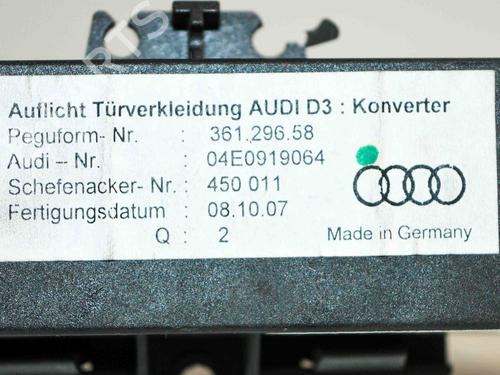 Auflicht Türverkleidung AUDI D3 : Konverter
Peguform- Nr. : 361.296.58
Audi – Nr. : 04E0919064
Schefenacker- Nr. : 450 011
Fertigungsdatum : 08.10.07
Q : 2
Made in Germany